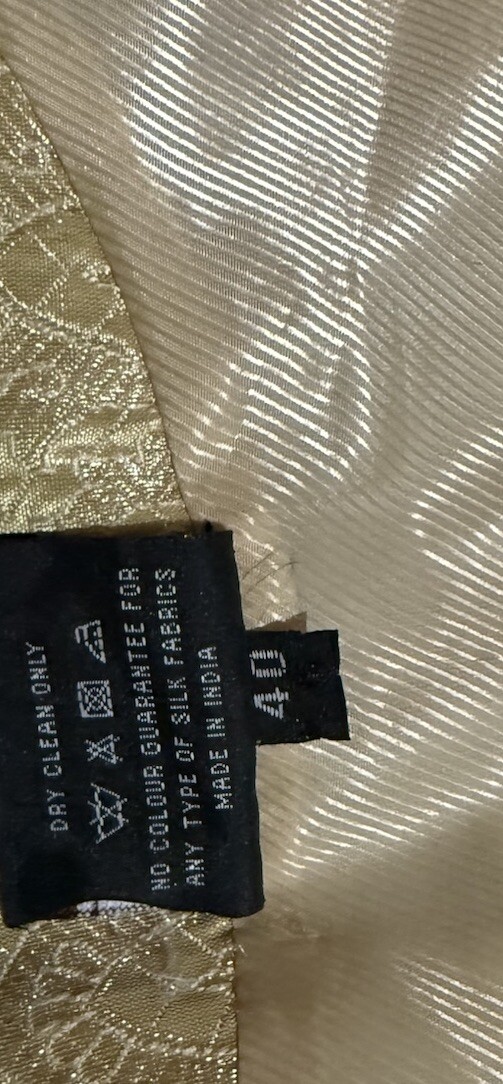 DRY CLEAN ONLY
NO COLOUR GUARANTEE FOR
ANY TYPE OF SILK FABRICS
MADE IN INDIA
40